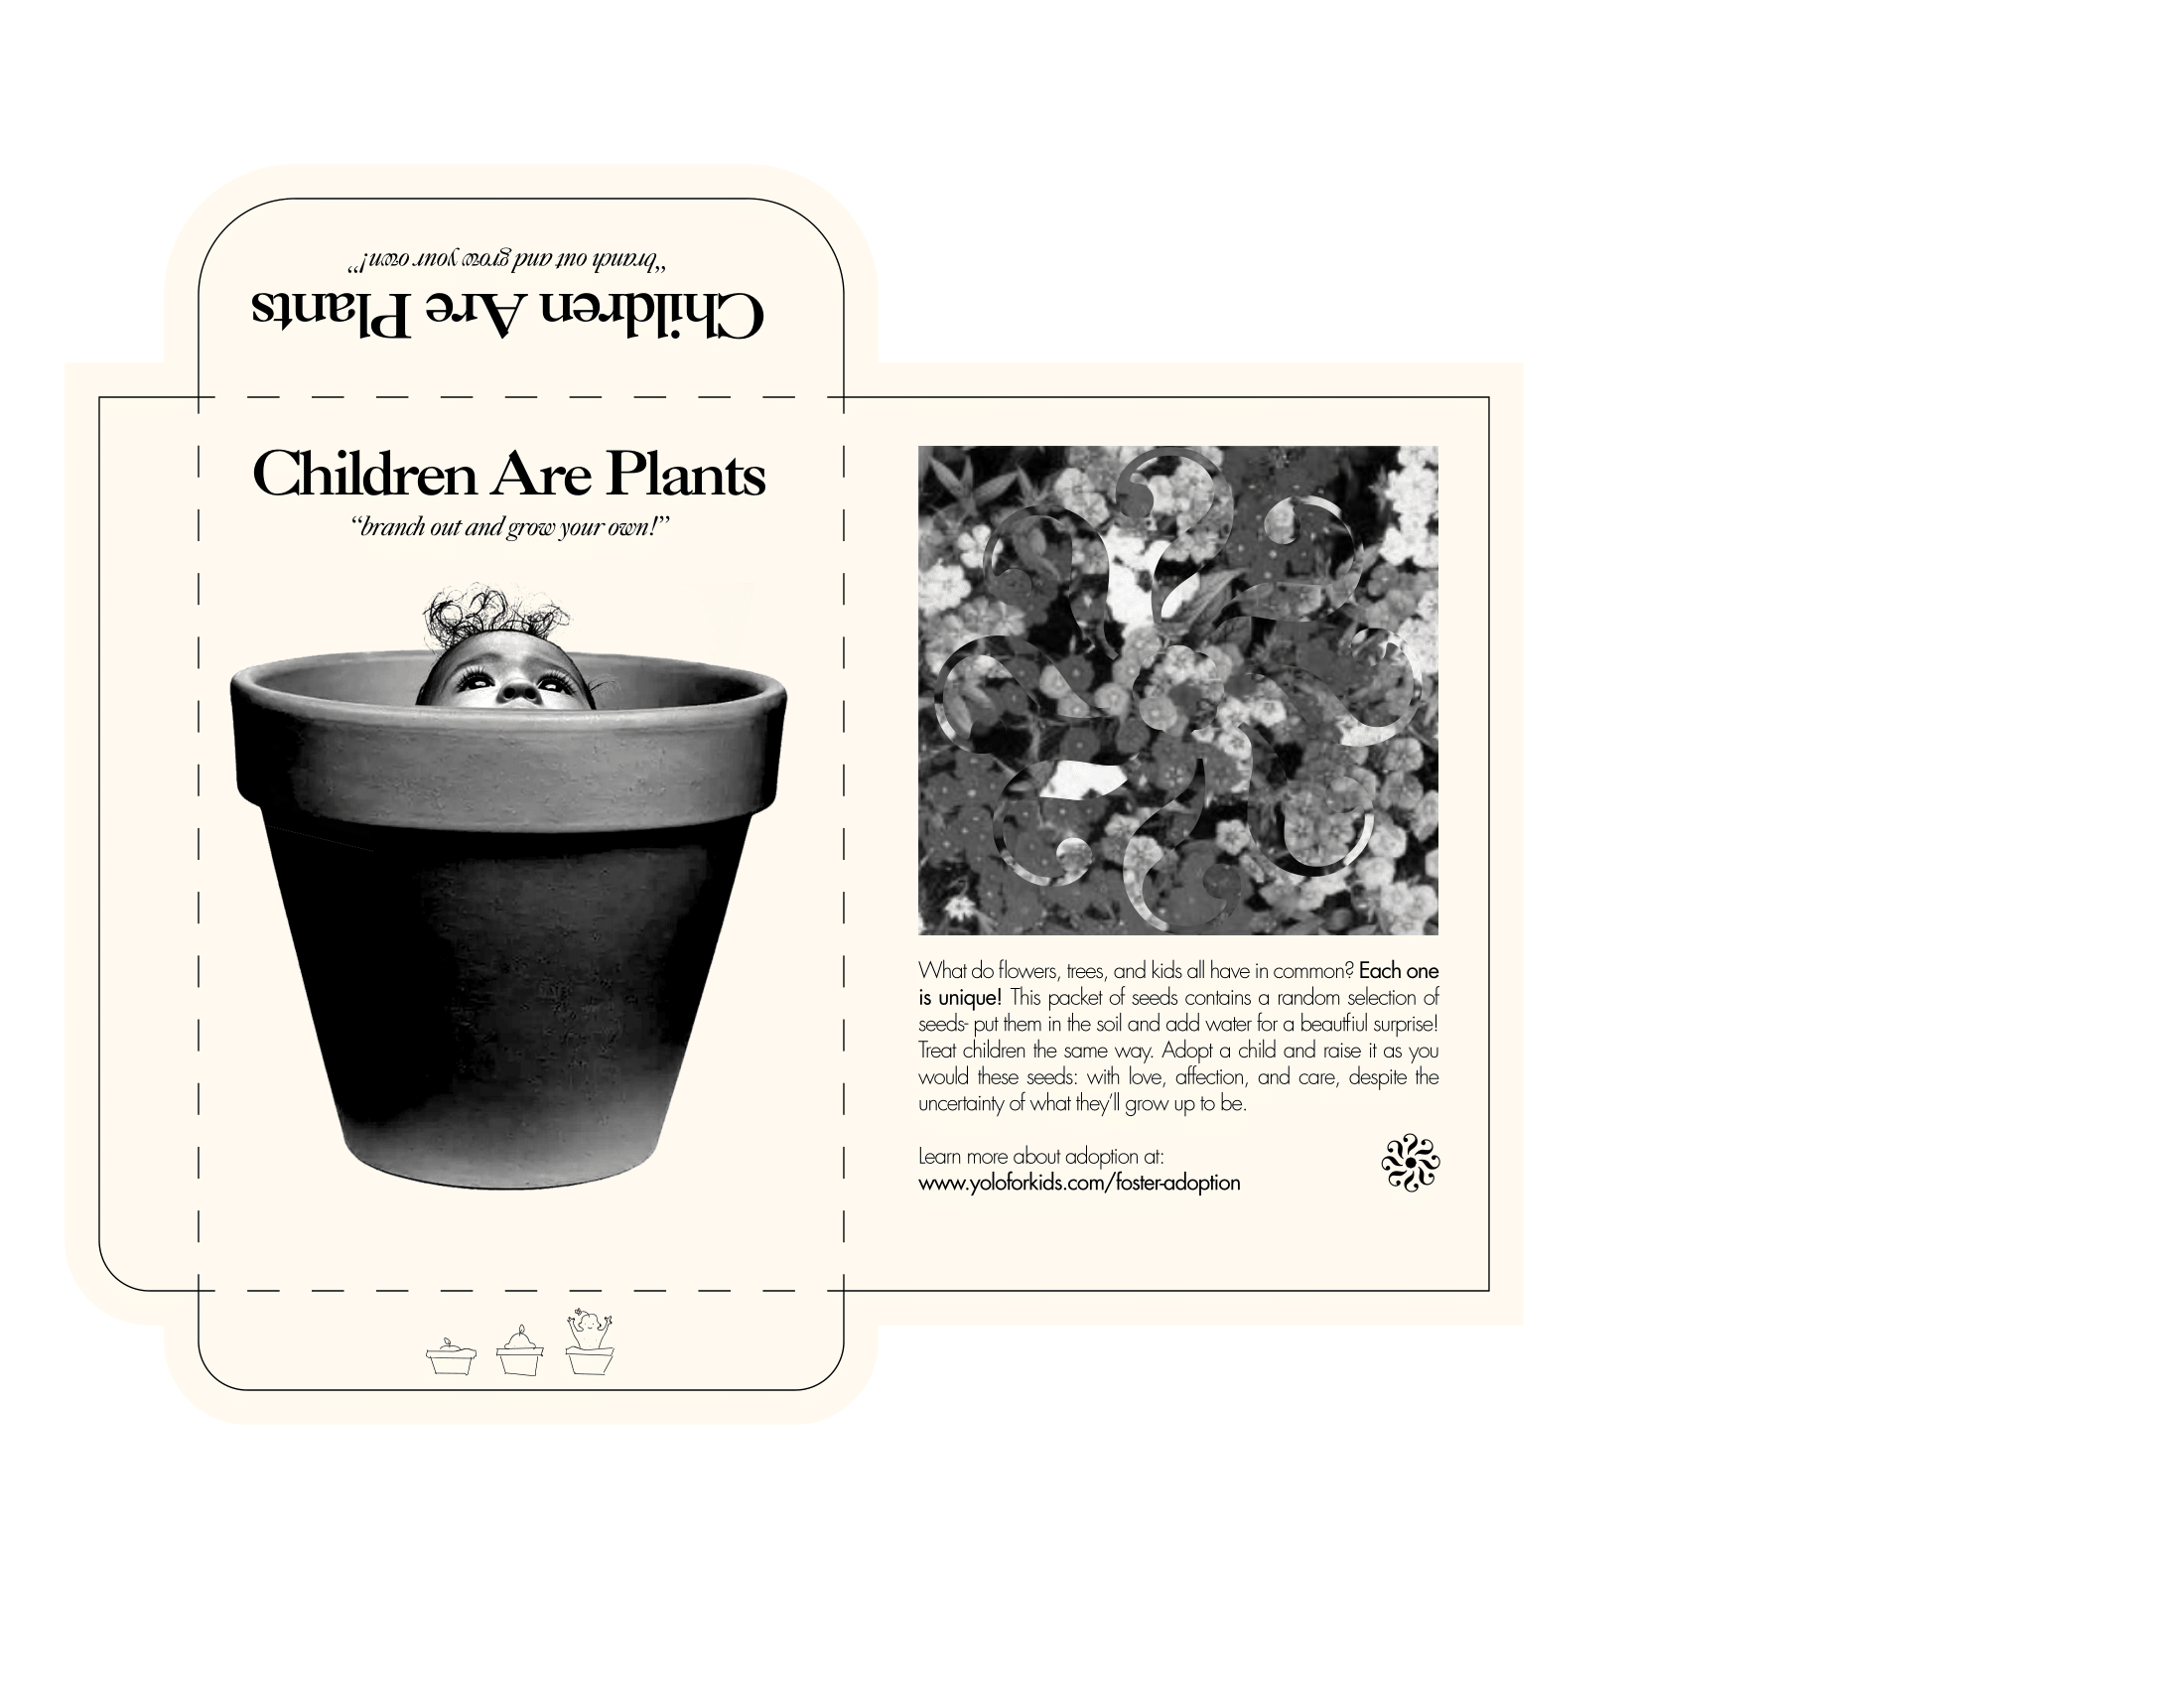 “branch out and grow your own!”
Children Are Plants
Children Are Plants
“branch out and grow your own!”
What do flowers, trees, and kids all have in common? Each one
is unique! This packet of seeds contains a random selection of
seeds- put them in the soil and add water for a beautfiul surprise!
Treat children the same way. Adopt a child and raise it as you
would these seeds: with love, affection, and care, despite the
uncertainty of what they’ll grow up to be.
Learn more about adoption at:
www.yoloforkids.com/foster-adoption